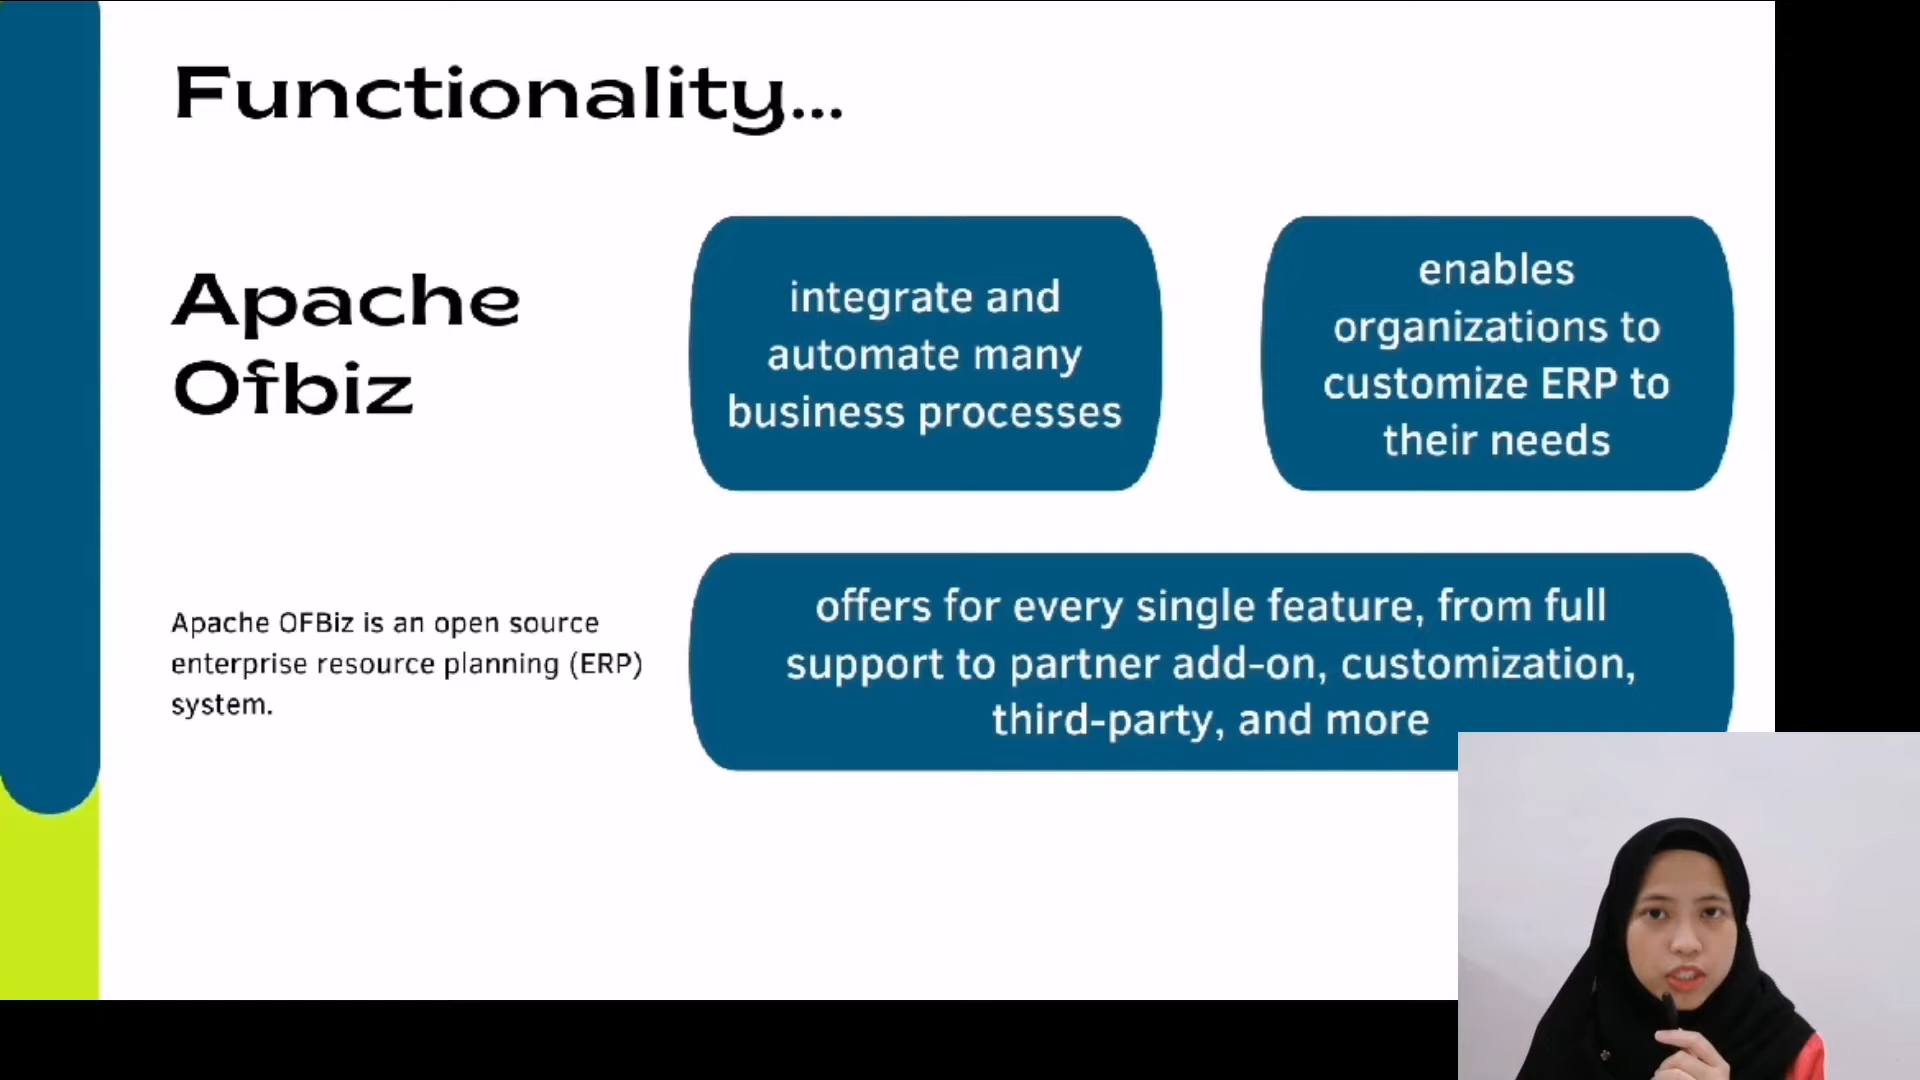 Functionality...
Apache
Ofbiz
Apache OFBiz is an open source
enterprise resource planning (ERP)
system.
integrate and
automate many
business processes
enables
organizations to
customize ERP to
their needs
offers for every single feature, from full
support to partner add-on, customization,
third-party, and more